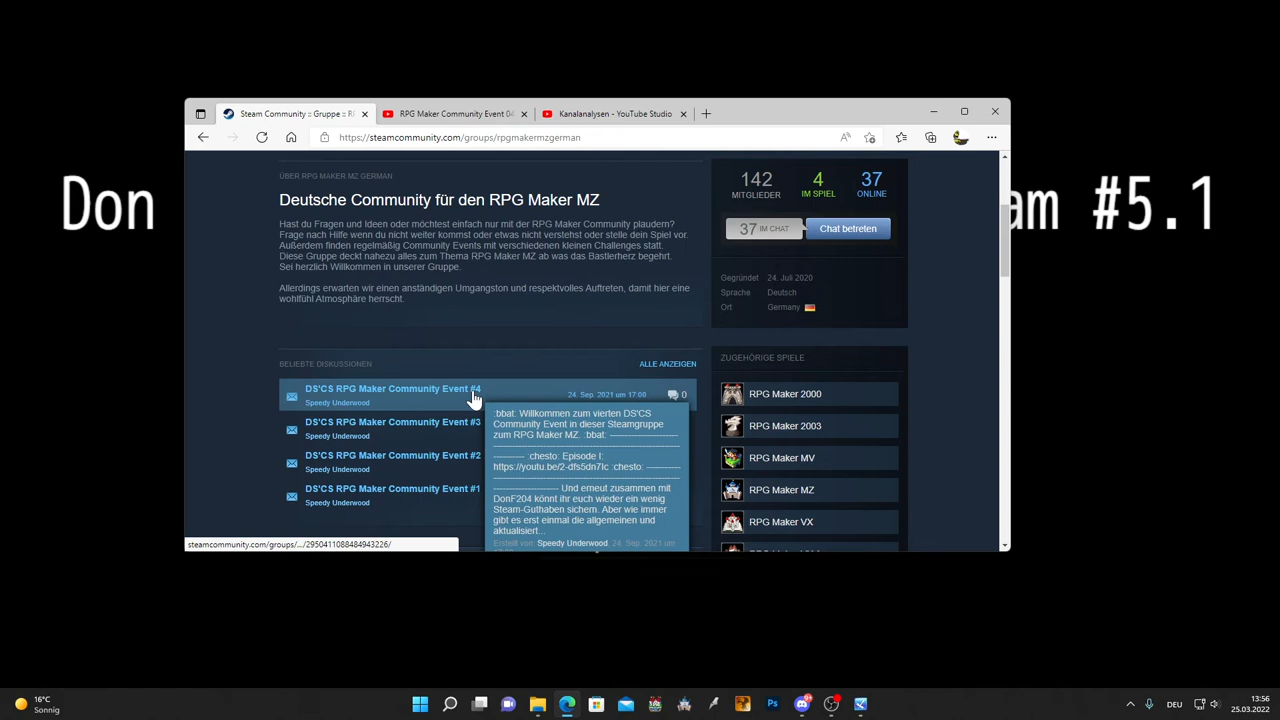 Don
am #5.1
Steam Community :: Gruppe :: RP
RPG Maker Community Event 04
Kanalanalysen - YouTube Studio
https://steamcommunity.com/groups/rpgmakermzgerman
ÜBER RPG MAKER MZ GERMAN
Deutsche Community für den RPG Maker MZ
Hast du Fragen und Ideen oder möchtest einfach nur mit der RPG Maker Community plaudern?
Frage nach Hilfe wenn du nicht weiter kommst oder etwas nicht verstehst oder stelle dein Spiel vor.
Außerdem finden regelmäßig Community Events mit verschiedenen kleinen Challenges statt.
Diese Gruppe deckt nahezu alles zum Thema RPG Maker MZ ab was das Bastlerherz begehrt.
Sei herzlich Willkommen in unserer Gruppe.
Allerdings erwarten wir einen anständigen Umgangston und respektvolles Auftreten, damit hier eine
wohlfühl Atmosphäre herrscht.
142
MITGLIEDER
4
IM SPIEL
37
ONLINE
37 IM CHAT
Chat betreten
Gegründet 24. Juli 2020
Sprache Deutsch
Ort Germany
BELIEBTE DISKUSSIONEN
ALLE ANZEIGEN
DS'CS RPG Maker Community Event #4
Speedy Underwood
24. Sep. 2021 um 17:00
0
DS'CS RPG Maker Community Event #3
Speedy Underwood
DS'CS RPG Maker Community Event #2
Speedy Underwood
DS'CS RPG Maker Community Event #1
Speedy Underwood
:bbat: Willkommen zum vierten DS'CS
Community Event in dieser Steamgruppe
zum RPG Maker MZ. :bbat: -----------------------
---------------------------------------------------------------
----------- :chesto: Episode I:
https://youtu.be/2-dfs5dn7Ic :chesto: -----------
---------------------------------------------------------------
----------------------- Und erneut zusammen mit
DonF204 könnt ihr euch wieder ein wenig
Steam-Guthaben sichern. Aber wie immer
gibt es erst einmal die allgemeinen und
aktualisiert...
Erstellt von: Speedy Underwood, 24. Sep. 2021 um
ZUGEHÖRIGE SPIELE
RPG Maker 2000
RPG Maker 2003
RPG Maker MV
RPG Maker MZ
RPG Maker VX
steamcommunity.com/groups/.../2950411088484943226/
16°C
Sonnig
DEU
13:56
25.03.2022